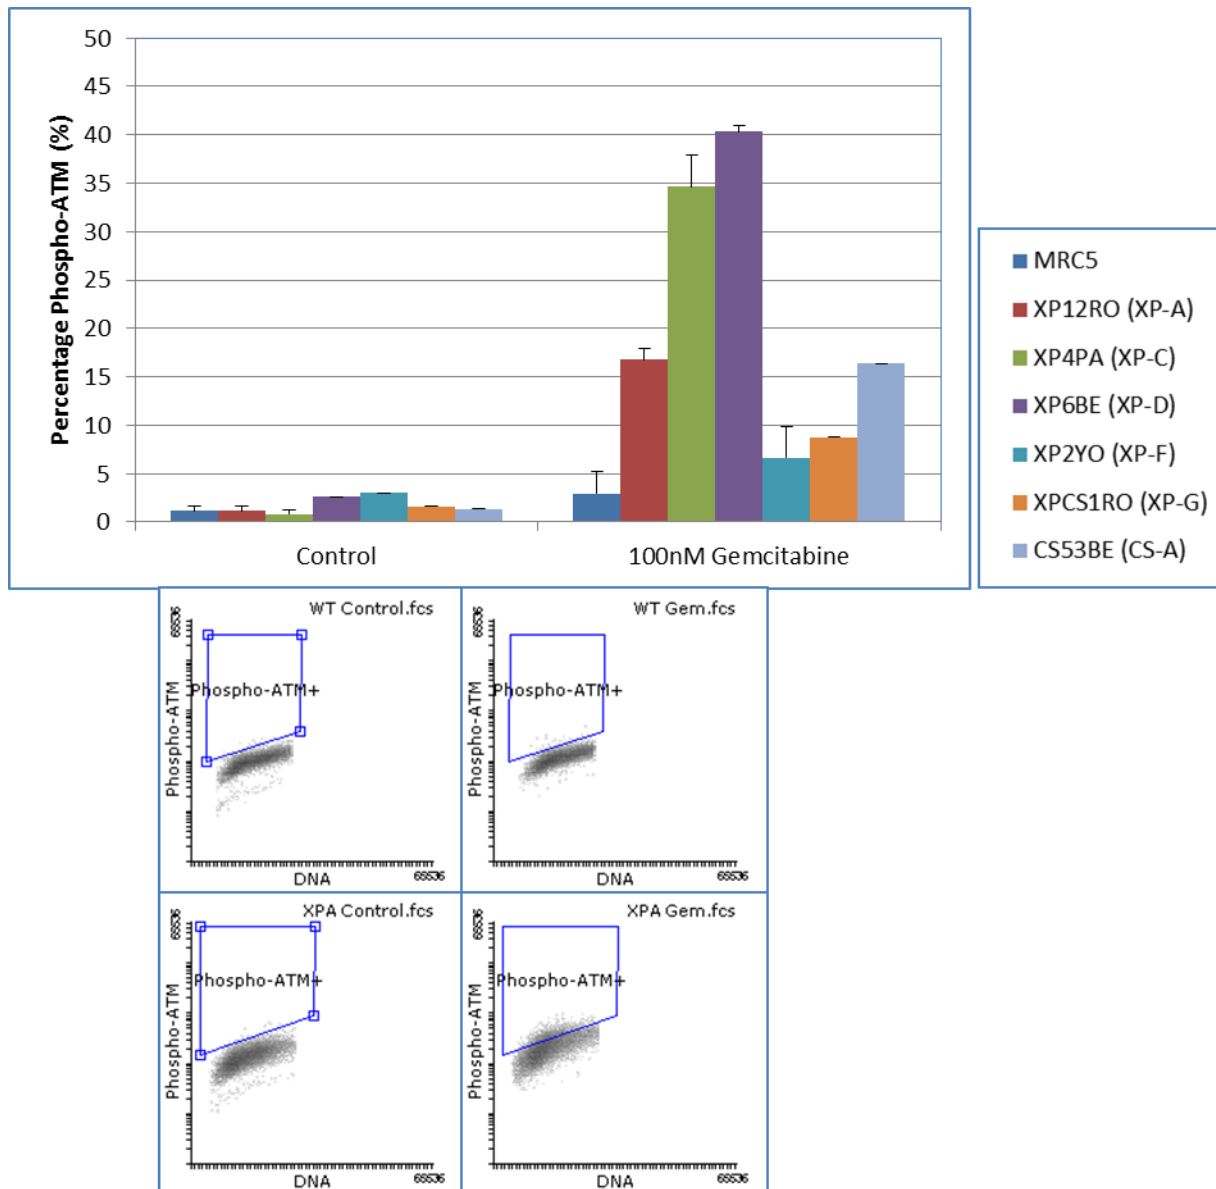 Percentage Phospho-ATM (%)
50
45
40
35
30
25
20
15
10
5
0
Control
100nM Gemcitabine
MRC5
XP12RO (XP-A)
XP4PA (XP-C)
XP6BE (XP-D)
XP2YO (XP-F)
XPCS1RO (XP-G)
CS53BE (CS-A)
WT Control.fcs
65536
Phospho-ATM+
Phospho-ATM
DNA
65536
WT Gem.fcs
65536
Phospho-ATM+
Phospho-ATM
DNA
65536
XPA Control.fcs
65536
Phospho-ATM+
Phospho-ATM
DNA
65536
XPA Gem.fcs
65536
Phospho-ATM+
Phospho-ATM
DNA
65536